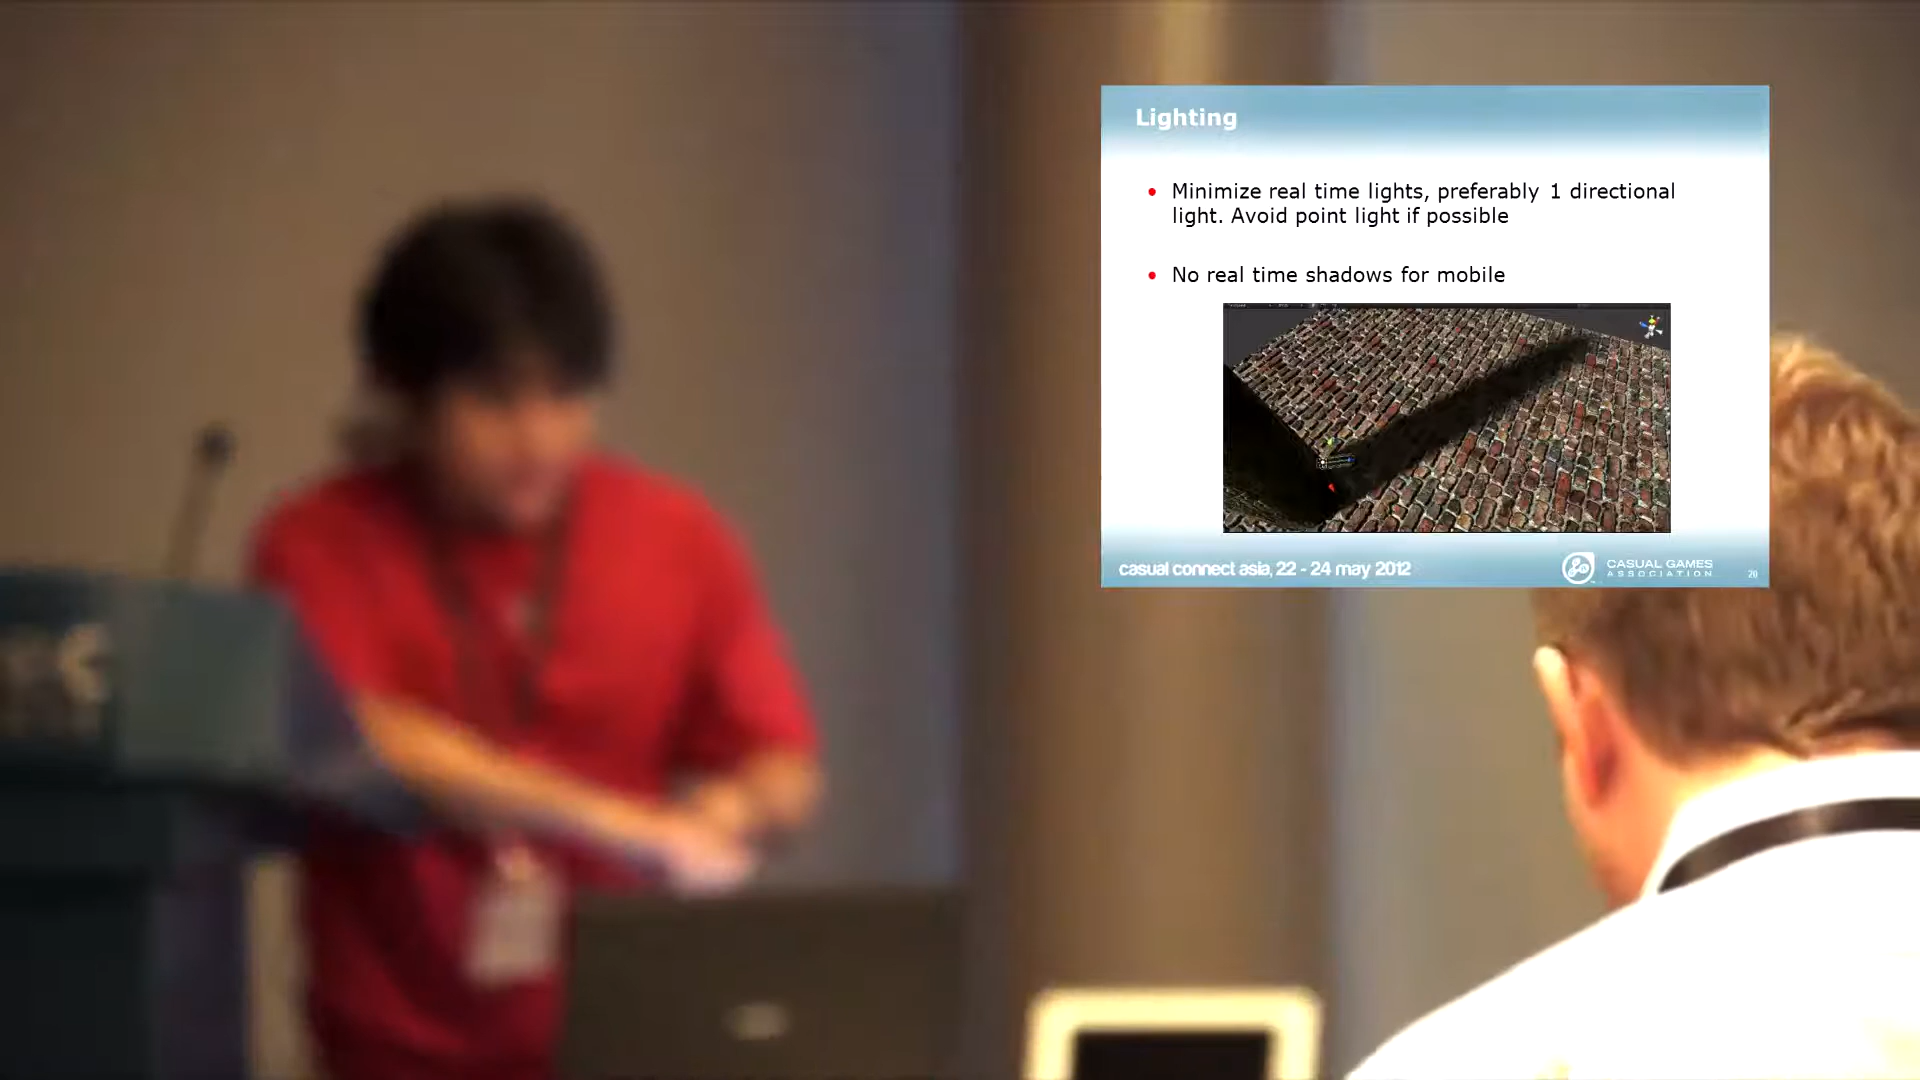 Lighting
• Minimize real time lights, preferably 1 directional
light. Avoid point light if possible
• No real time shadows for mobile
casual connect asia, 22 - 24 may 2012
CASUAL GAMES
ASSOCIATION
20